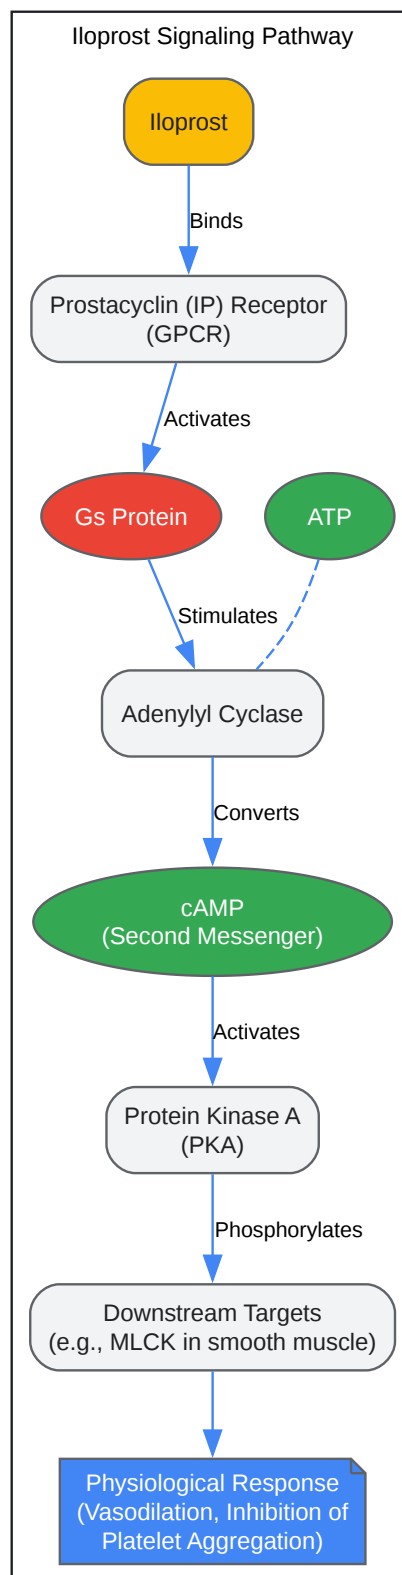 Iloprost Signaling Pathway
Iloprost
Binds
Prostacyclin (IP) Receptor
(GPCR)
Activates
Gs Protein
ATP
Stimulates
Adenylyl Cyclase
Converts
cAMP
(Second Messenger)
Activates
Protein Kinase A
(PKA)
Phosphorylates
Downstream Targets
(e.g., MLCK in smooth muscle)
Physiological Response
(Vasodilation, Inhibition of
Platelet Aggregation)